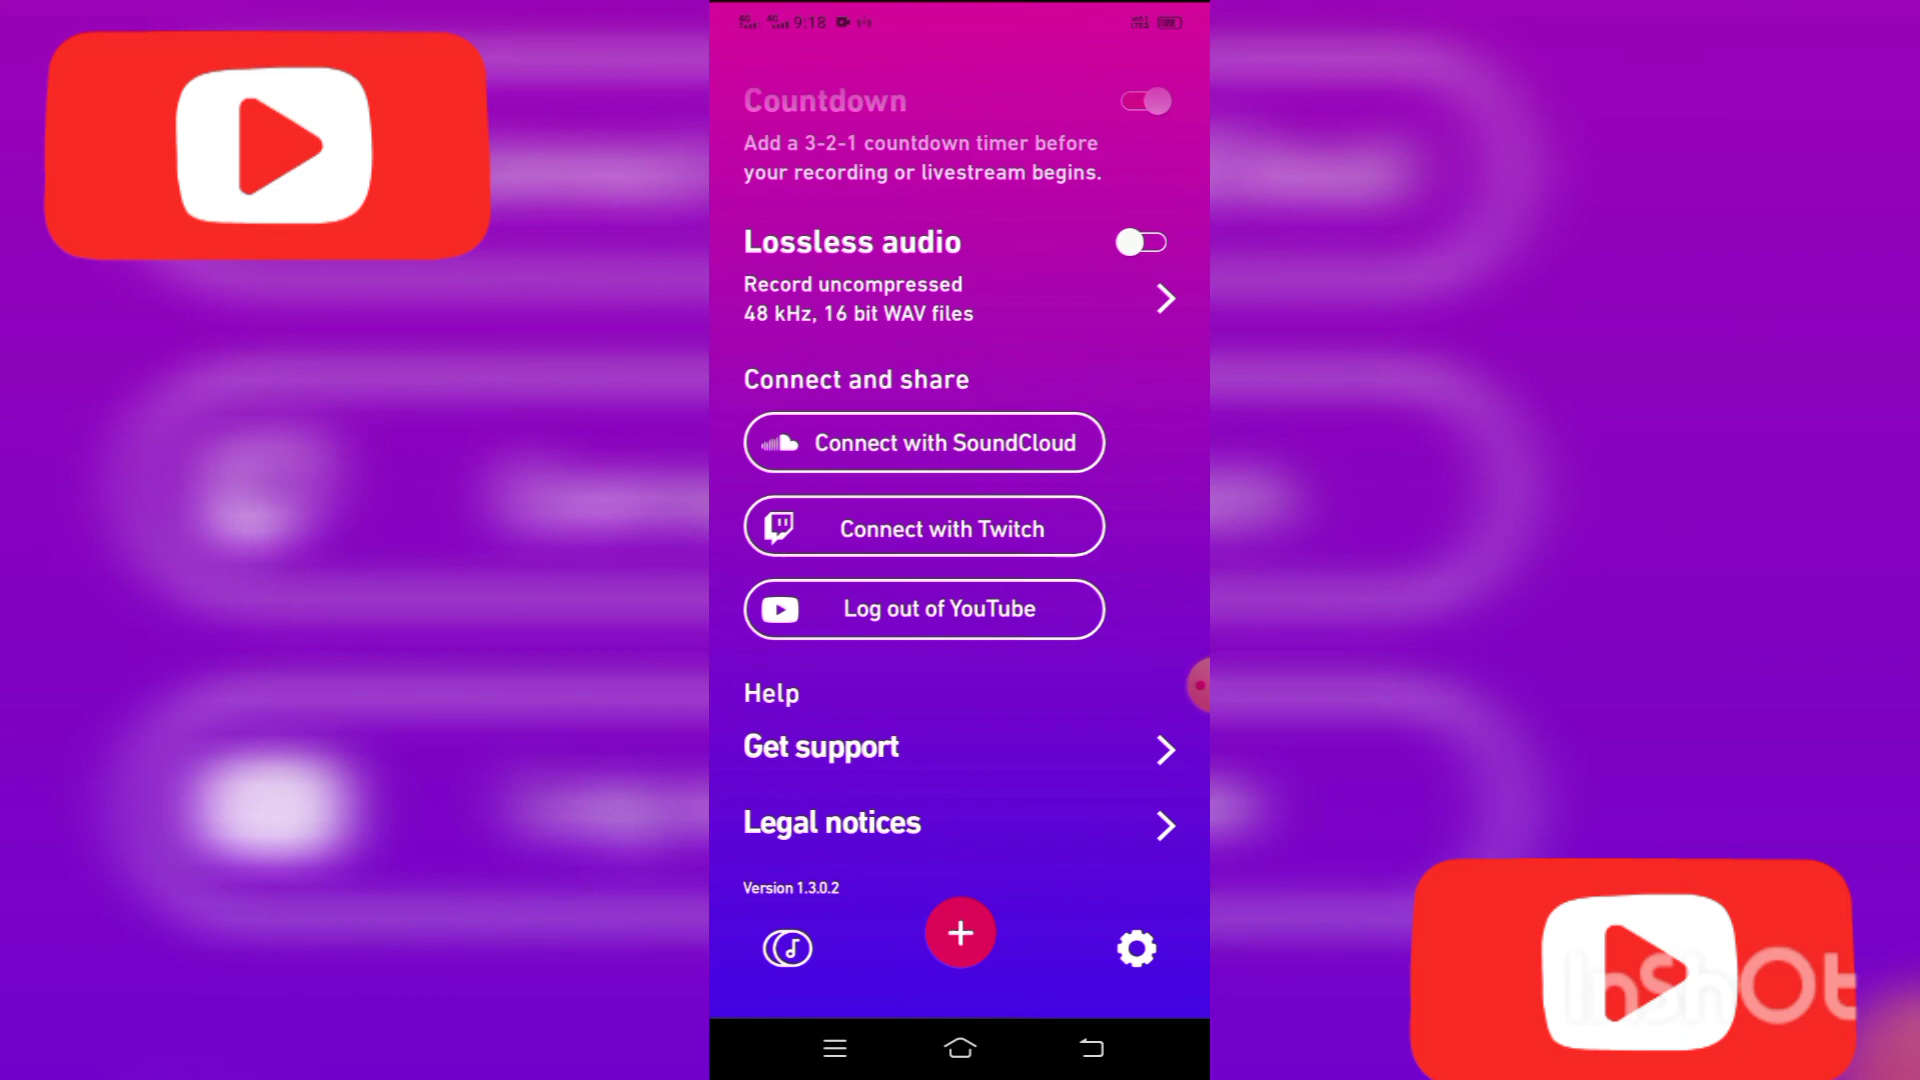 9:18
Countdown
Add a 3-2-1 countdown timer before
your recording or livestream begins.
Lossless audio
Record uncompressed
48 kHz, 16 bit WAV files
Connect and share
Connect with SoundCloud
Connect with Twitch
Log out of YouTube
Help
Get support
Legal notices
Version 1.3.0.2
InShOt